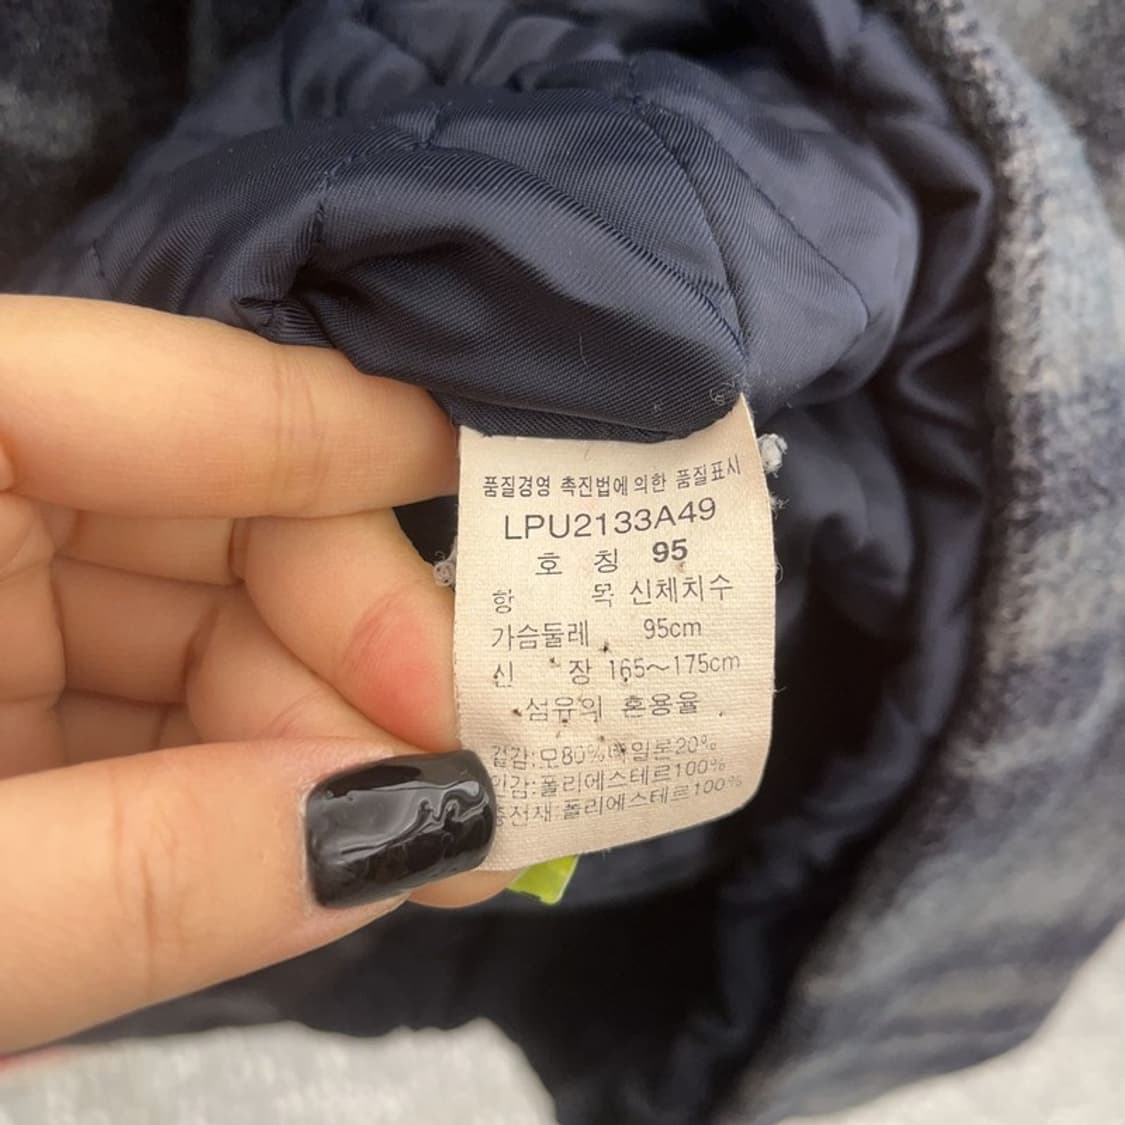 품질경영 촉진법에 의한 품질표시
LPU2133A49
호 칭 95
항 목 신체치수
가슴둘레 95cm
신 장 165~175cm
섬유의 혼용율
겉감:모80% 나일론20%
안감:폴리에스테르100%
충전재:폴리에스테르100%